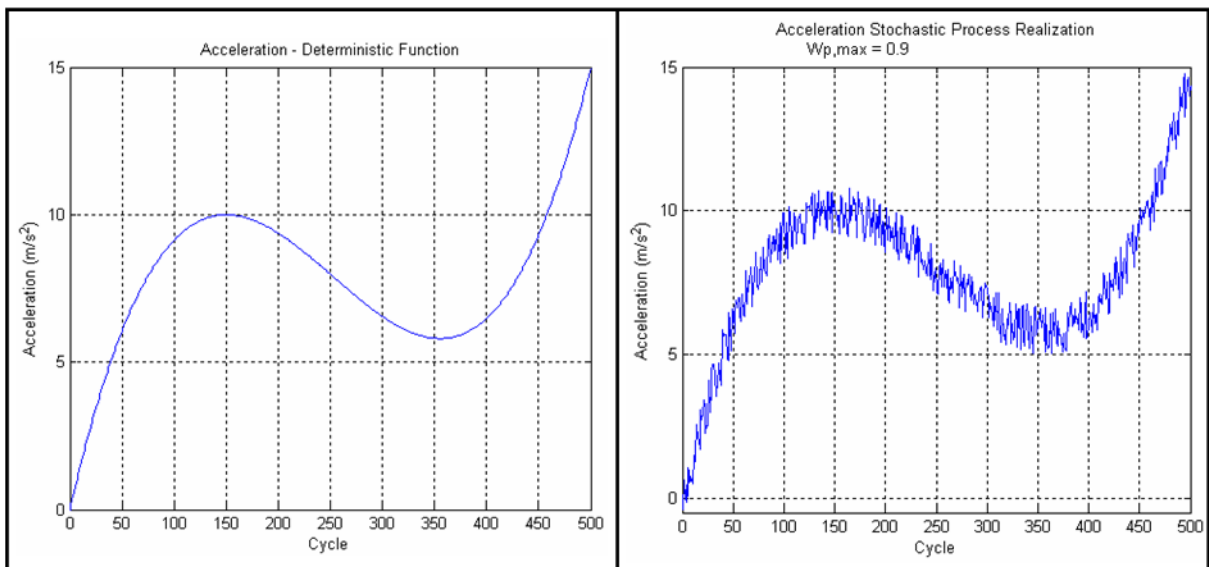 Acceleration - Deterministic Function
15
10
5
0
Acceleration (m/s²)
0 50 100 150 200 250 300 350 400 450 500
Cycle
Acceleration Stochastic Process Realization
Wp,max = 0.9
15
10
5
0
Acceleration (m/s²)
0 50 100 150 200 250 300 350 400 450 500
Cycle